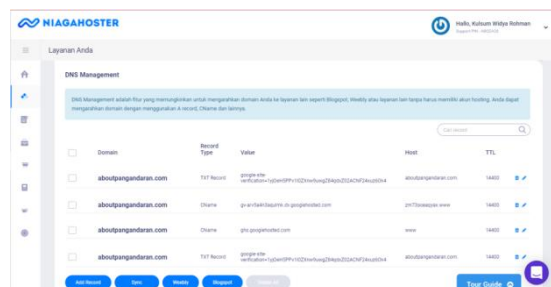 NIAGAHOSTER
Hallo, Kulsum Widya Rohman
Layanan Anda
DNS Management
DNS Management adalah fitur yang memungkinkan untuk mengarahkan domain Anda ke layanan lain seperti Blogspot, Weebly atau layanan lain tanpa harus memiliki akun hosting. Anda dapat
mengarahkan domain dengan menggunakan A record, CName dan lainnya.
Cari record
Domain Record Type Value Host TTL
aboutpangandaran.com TXT Record google-site-
aboutpangandaran.com 14400
aboutpangandaran.com CName 14400
aboutpangandaran.com CName ghs.googlehosted.com www 14400
aboutpangandaran.com TXT Record google-site-
aboutpangandaran.com 14400
Add Record Sync Weebly Blogspot
Tour Guide